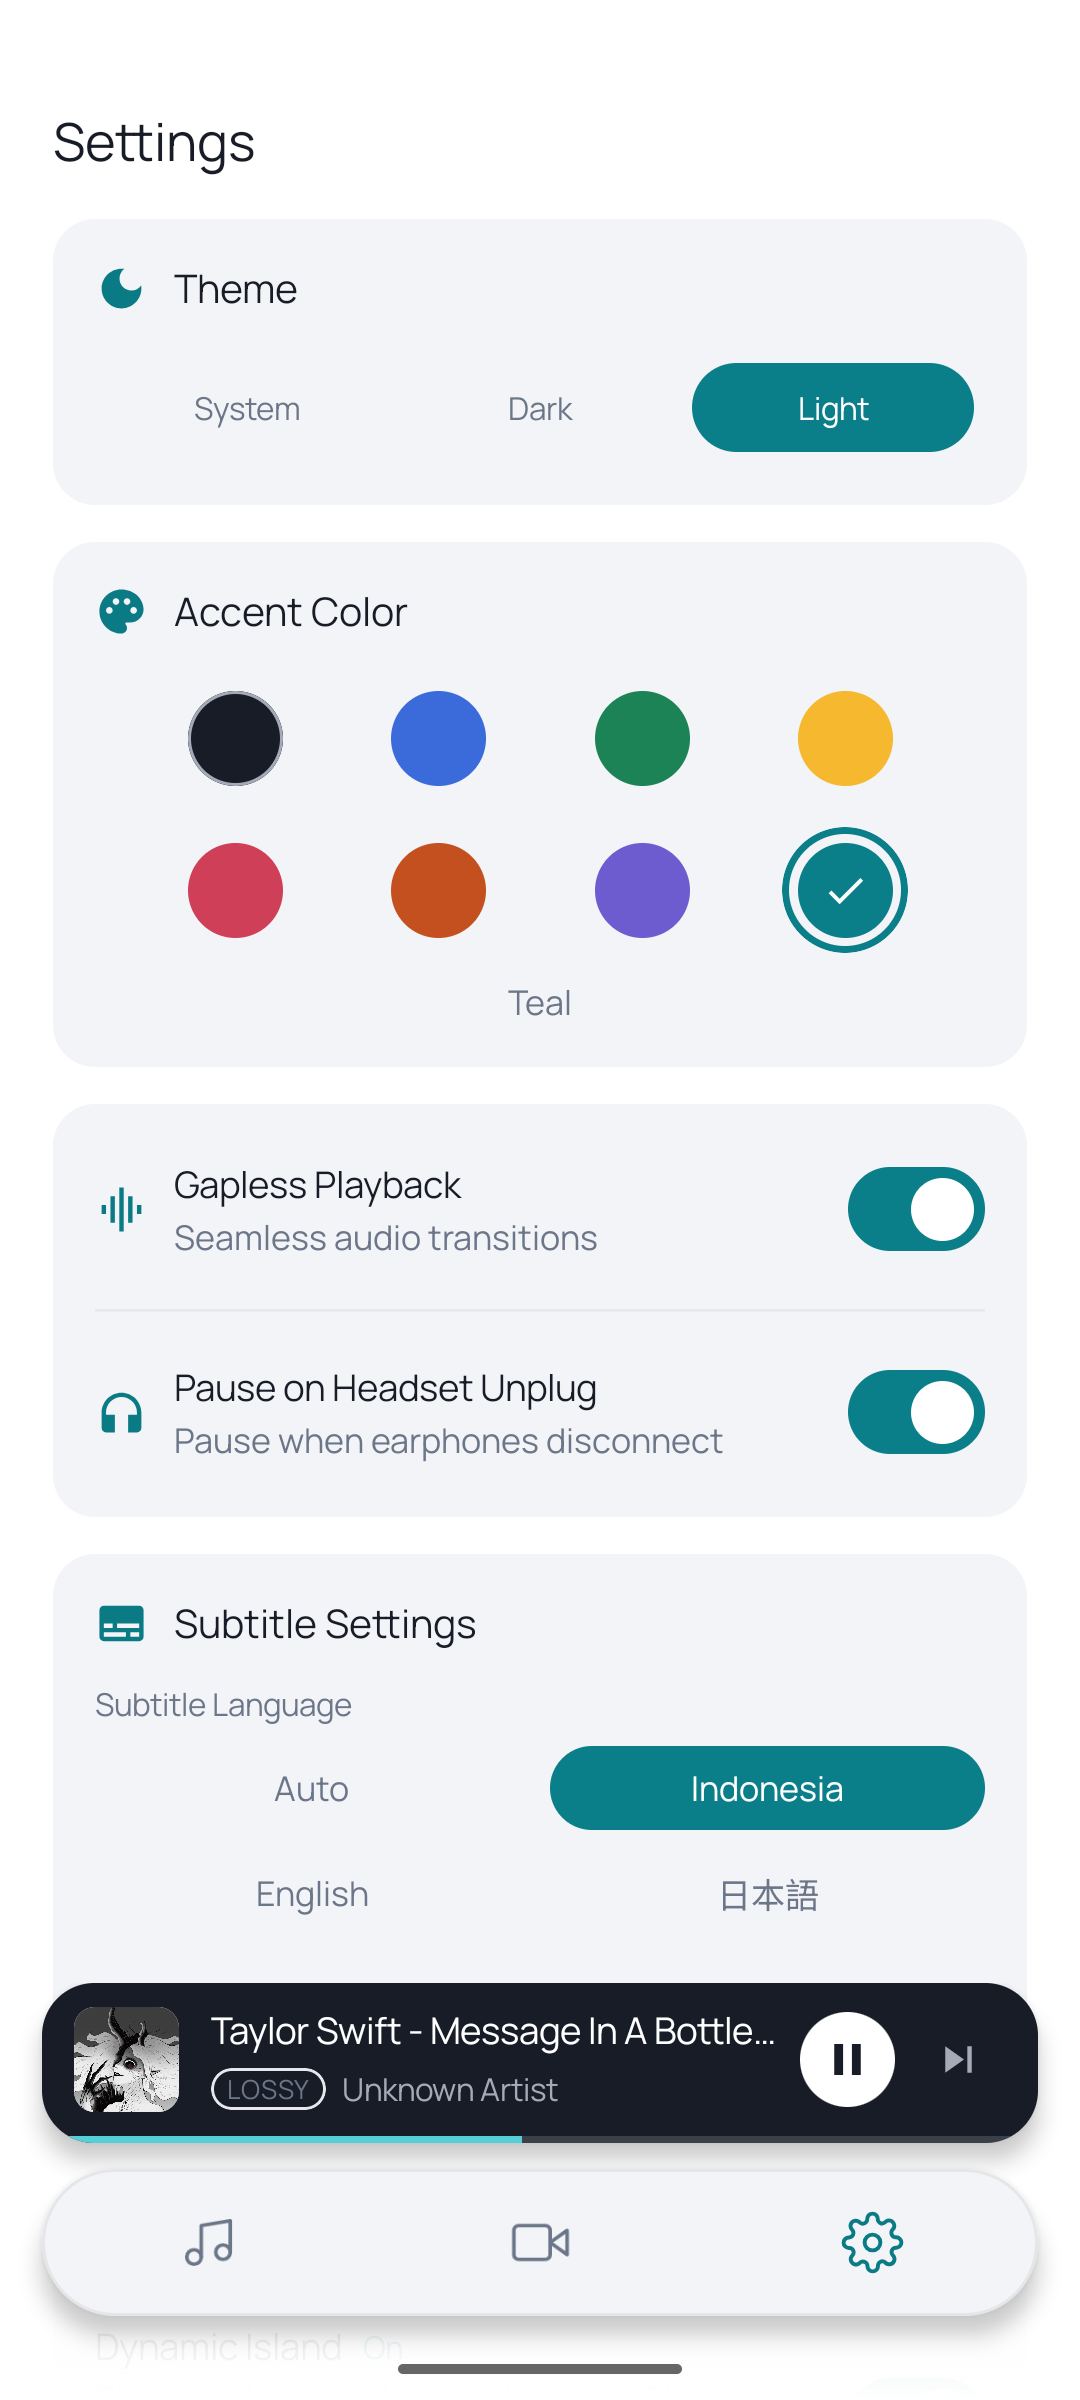 Settings
Theme
System Dark Light
Accent Color
Teal
Gapless Playback
Seamless audio transitions
Pause on Headset Unplug
Pause when earphones disconnect
Subtitle Settings
Subtitle Language
Auto Indonesia
English 日本語
Taylor Swift - Message In A Bottle...
LOSSY Unknown Artist
Dynamic Island On